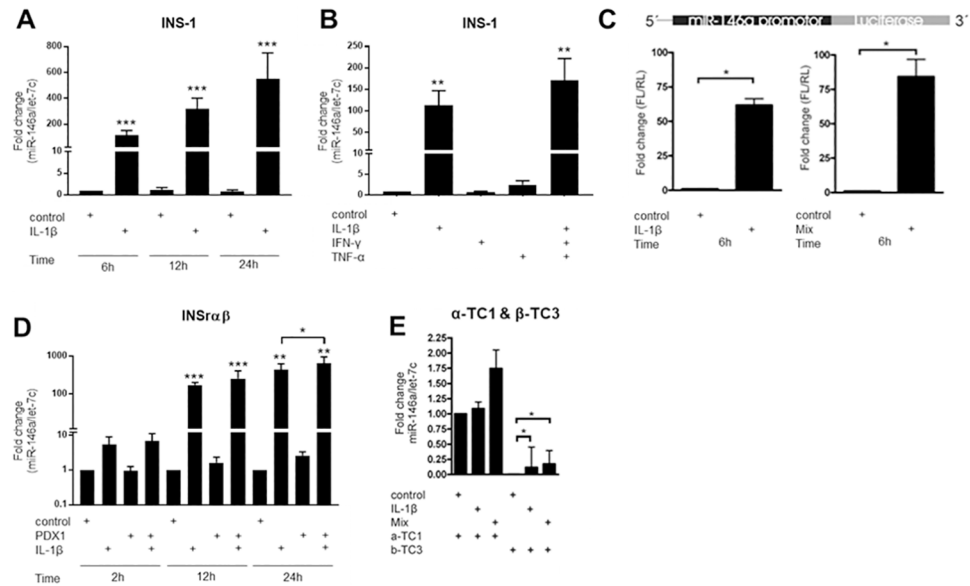 A
INS-1
Fold change
(miR-146a/let-7c)
800
600
400
200
10
5
0
***
***
***
control + + +
IL-1β + + +
Time 6h 12h 24h
B
INS-1
Fold change
(miR-146a/let-7c)
250
200
150
100
50
10
5
0
**
**
control +
IL-1β + +
IFN-γ + +
TNF-α + +
C
5´ miR-146a promotor Luciferase 3´
Fold change (FL/RL)
100
75
50
25
0
*
control +
IL-1β +
Time 6h
Fold change (FL/RL)
100
75
50
25
0
*
control +
Mix +
Time 6h
D
INSrαβ
Fold change
(miR-146a/let-7c)
1000
100
10
1
0.1
***
***
**
*
**
control + + +
PDX1 + + + + + +
IL-1β + + + + + +
Time 2h 12h 24h
E
α-TC1 & β-TC3
Fold change
miR-146a/let-7c
2.25
2.00
1.75
1.50
1.25
1.00
0.75
0.50
0.25
0.00
*
*
control + +
IL-1β + +
Mix + +
a-TC1 + + +
b-TC3 + + +